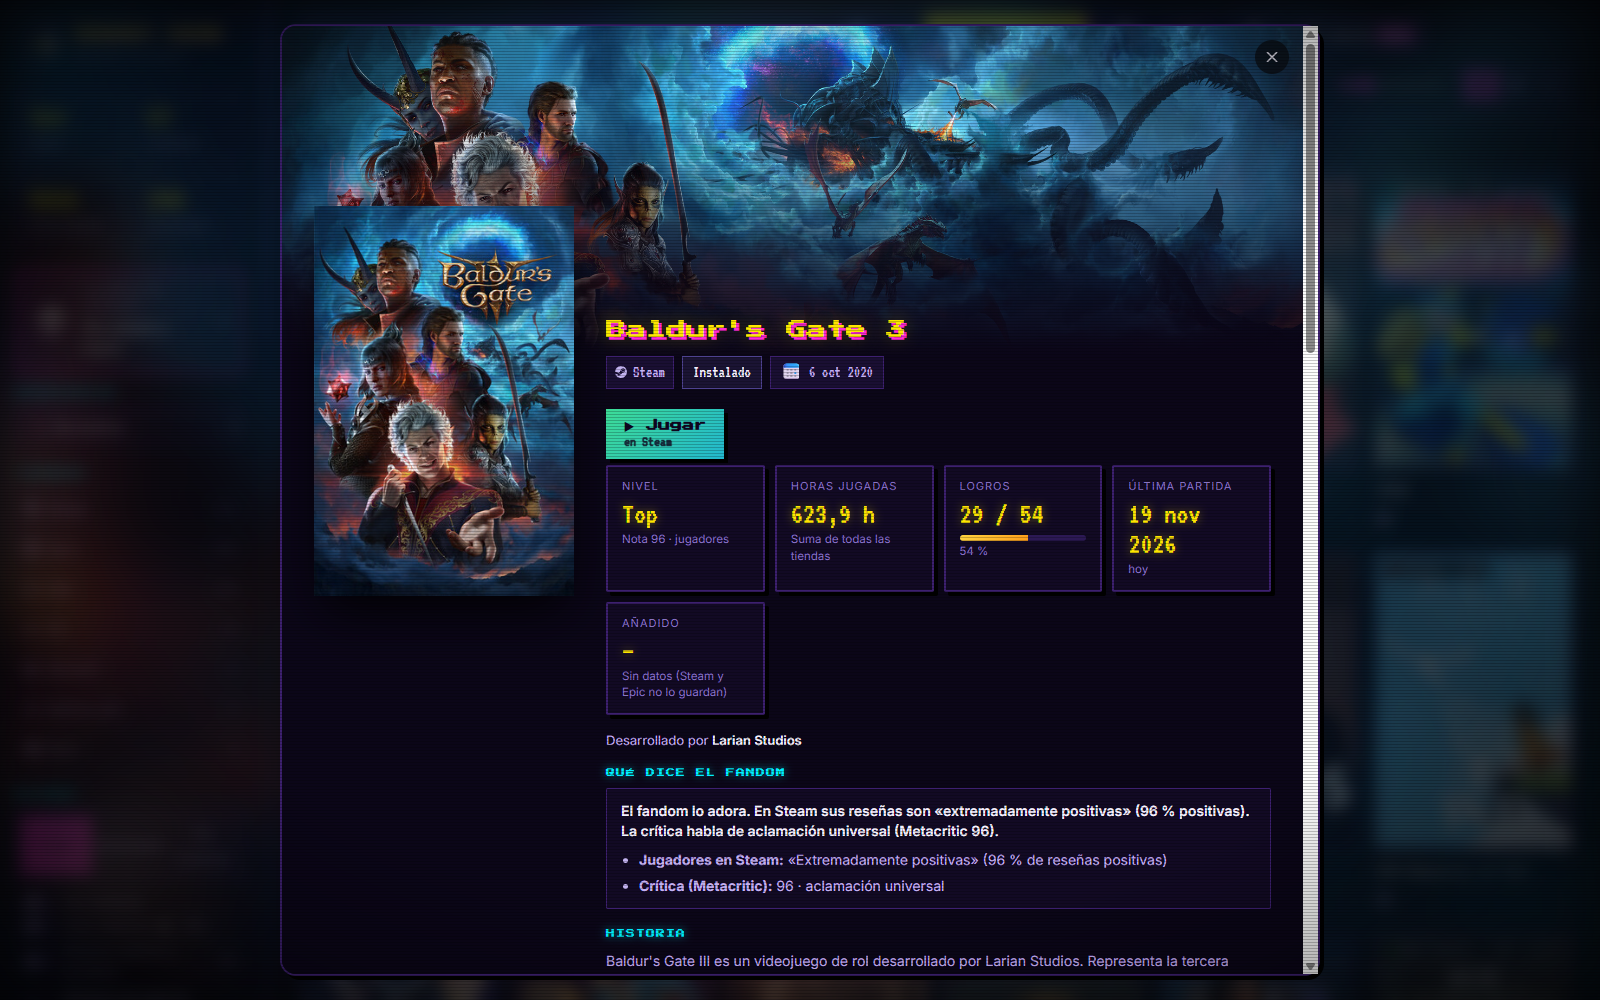 Baldur's
Gate
Baldur's Gate 3
Steam
Instalado
6 oct 2020
▶ Jugar
en Steam
NIVEL
Top
Nota 96 · jugadores
HORAS JUGADAS
623,9 h
Suma de todas las
tiendas
LOGROS
29 / 54
54 %
ÚLTIMA PARTIDA
19 nov
2026
hoy
AÑADIDO
–
Sin datos (Steam y
Epic no lo guardan)
Desarrollado por Larian Studios
QUé DICE EL FANDOM
El fandom lo adora. En Steam sus reseñas son «extremadamente positivas» (96 % positivas).
La crítica habla de aclamación universal (Metacritic 96).
• Jugadores en Steam: «Extremadamente positivas» (96 % de reseñas positivas)
• Crítica (Metacritic): 96 · aclamación universal
HISTORIA
Baldur's Gate III es un videojuego de rol desarrollado por Larian Studios. Representa la tercera